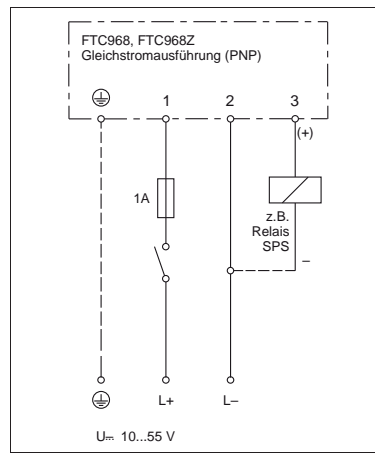 FTC968, FTC968Z
Gleichstromausführung (PNP)
1 2 3
(+)
1A
z.B.
Relais
SPS
–
L+ L–
U⎓ 10...55 V